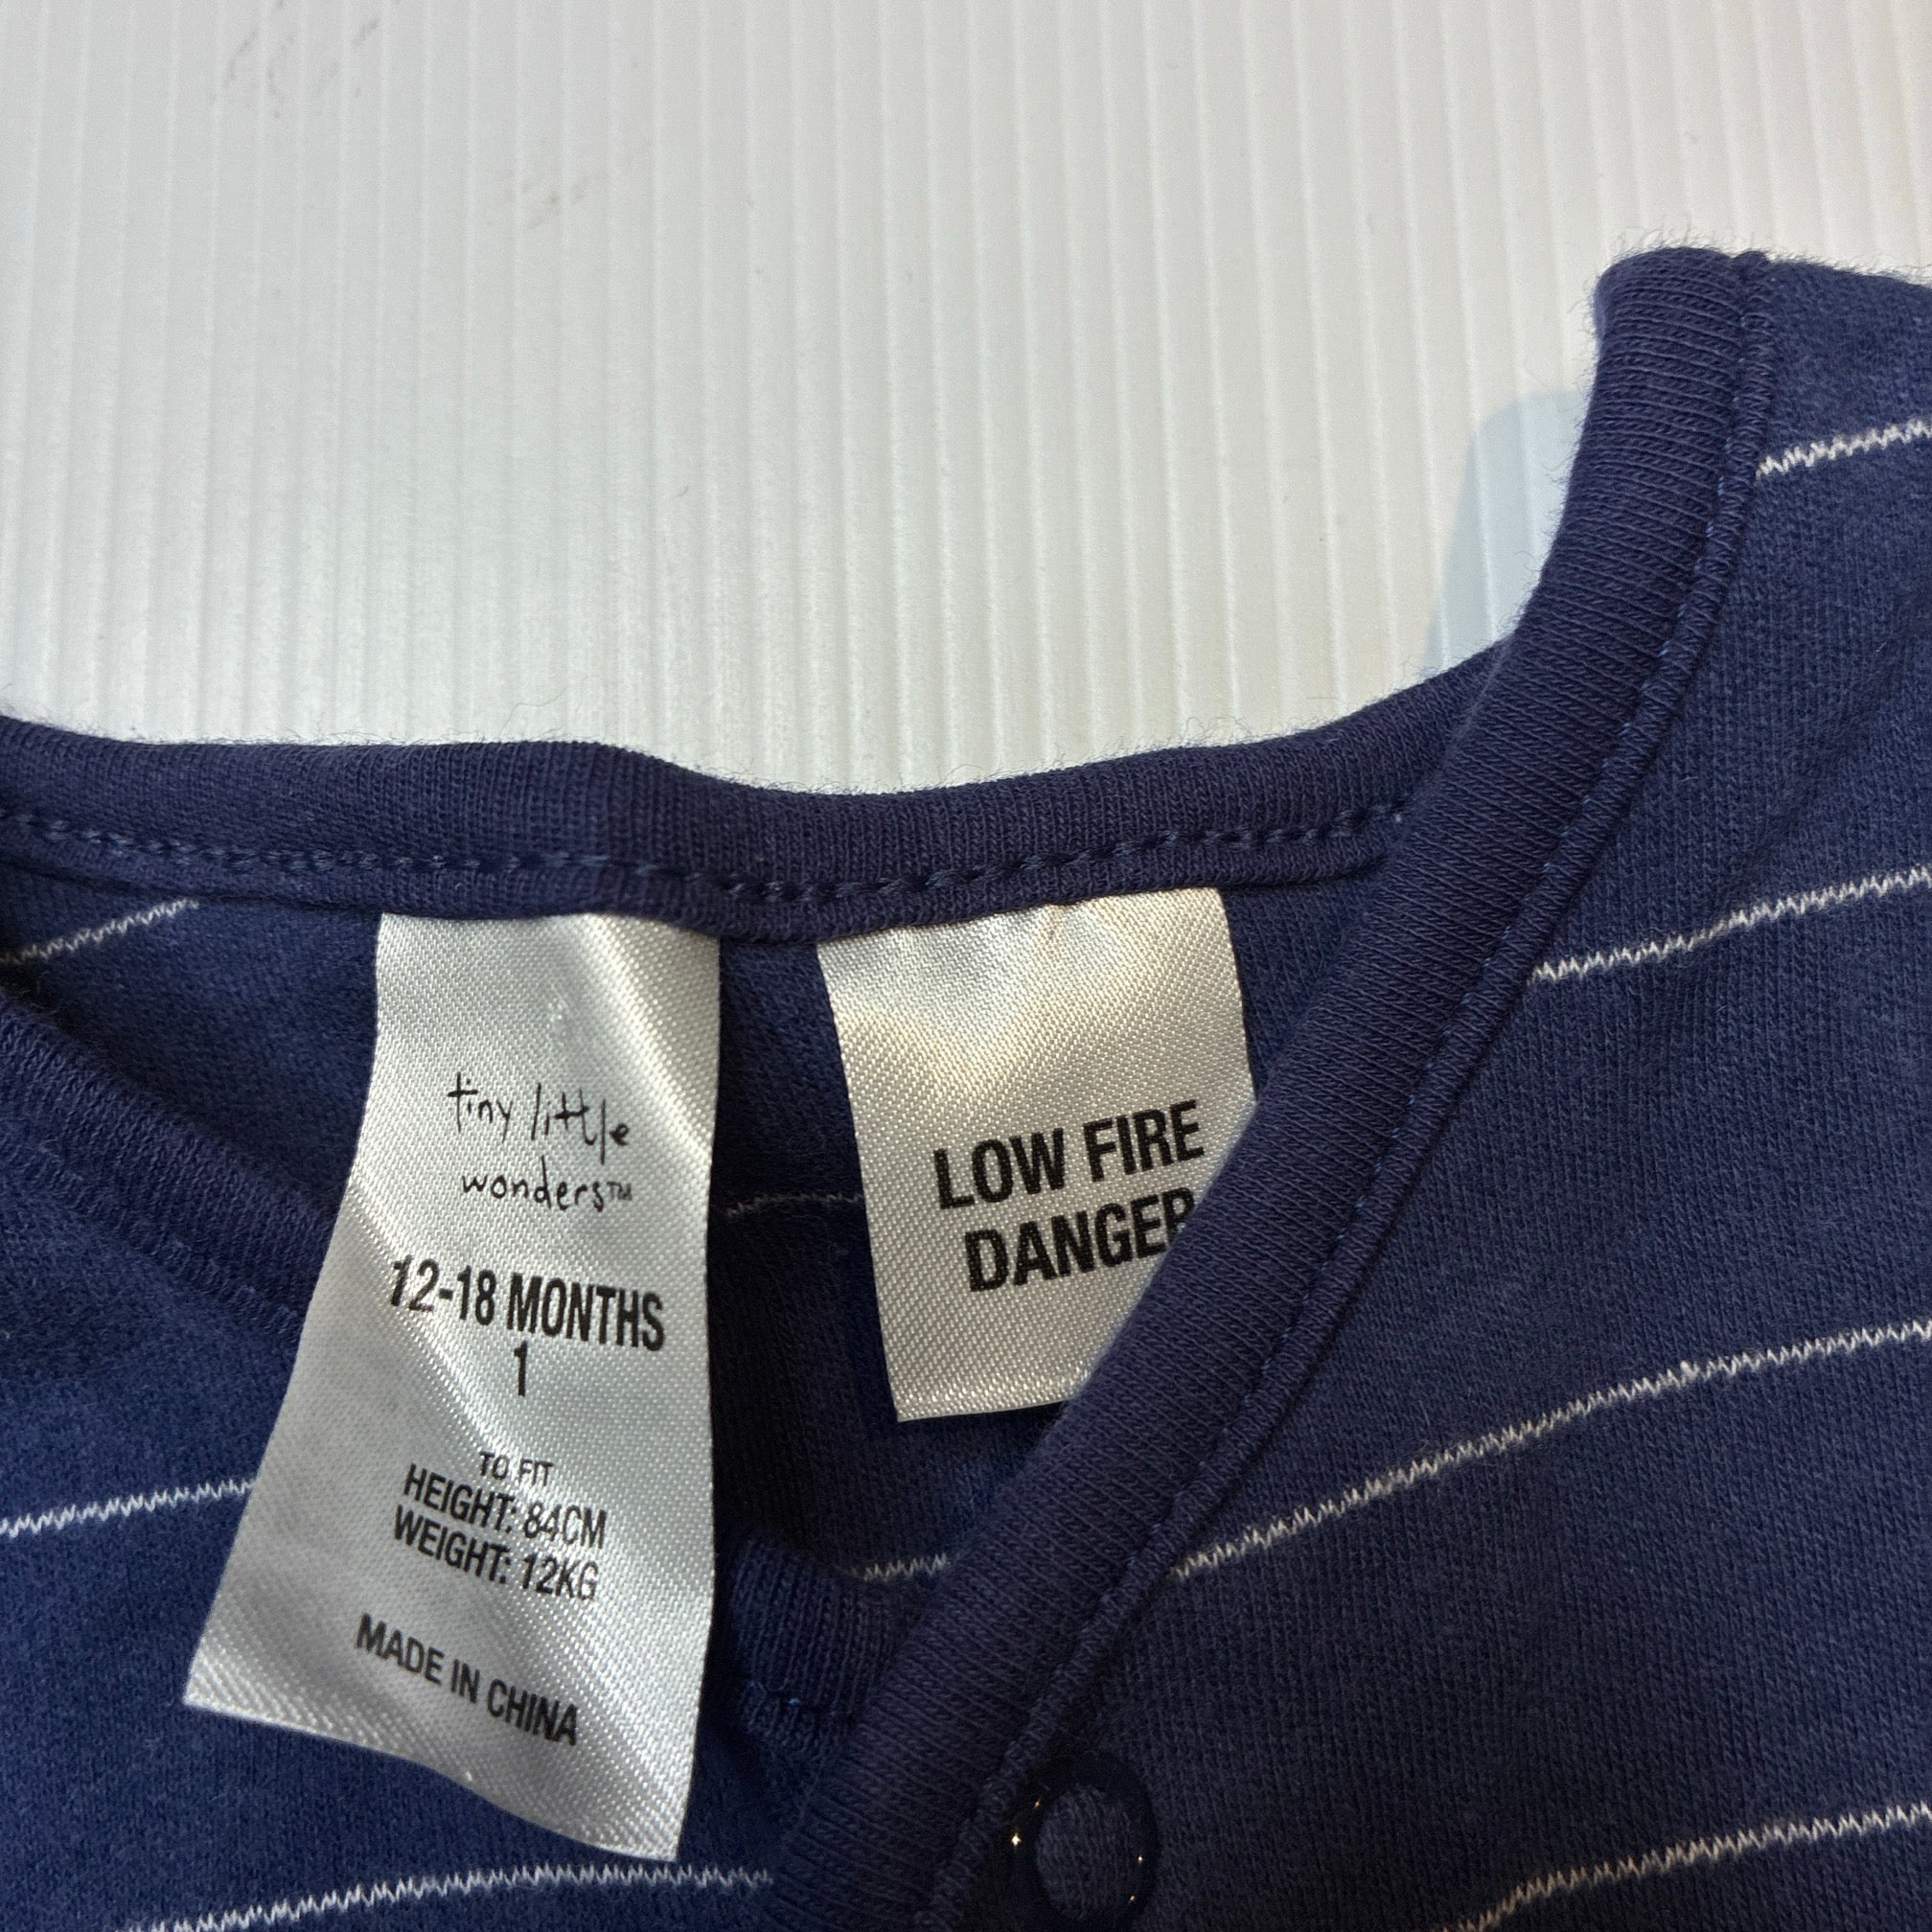 tiny little
wonders™
12-18 MONTHS
1
TO FIT
HEIGHT: 84CM
WEIGHT: 12KG
MADE IN CHINA
LOW FIRE
DANGER